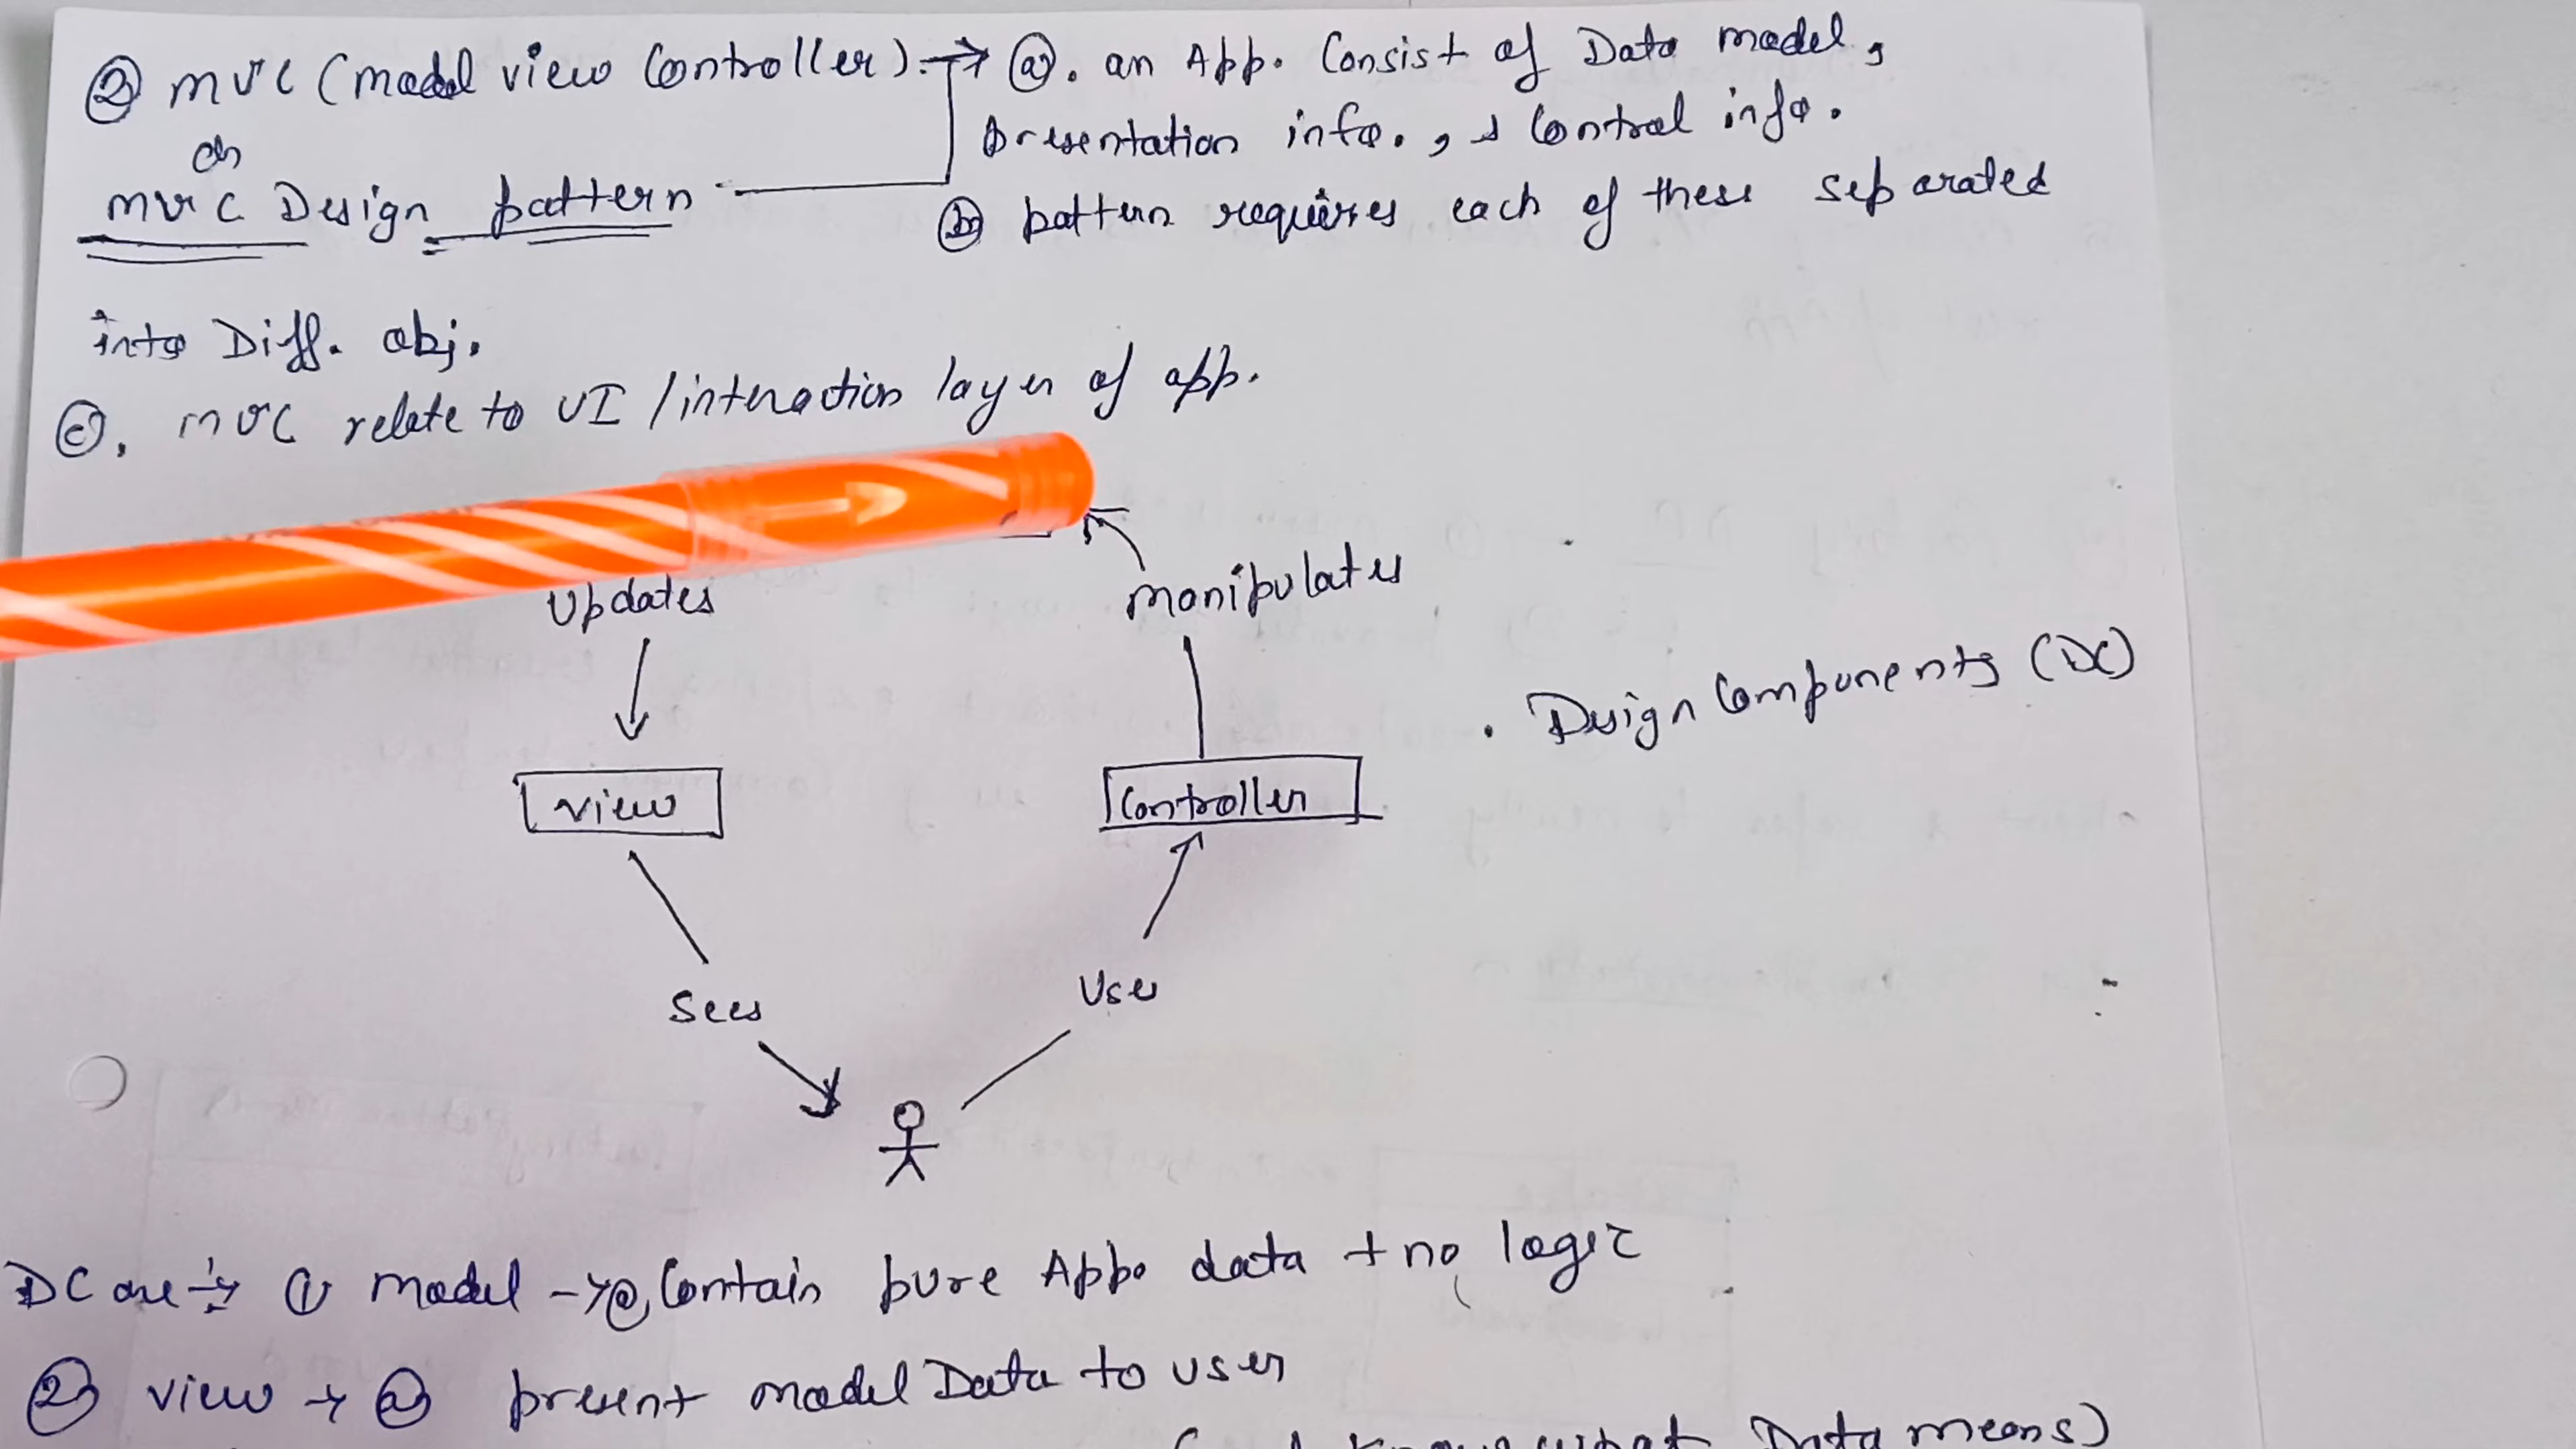 ② MVC (Model view Controller) :→ ⓐ. an App. Consist of Data model,
presentation info., & Control info.
or
MVC Design pattern
ⓑ pattern requires each of these separated
into Diff. obj.
ⓒ. MVC relate to UI / interaction layer of app.
Updates
Manipulates
. Design Components (DC)
view
Controller
Sees
Uses
DC are → ① Model → ⓐ Contain pure App. data + no logic
② view → ⓐ present model Data to user
what Data means)